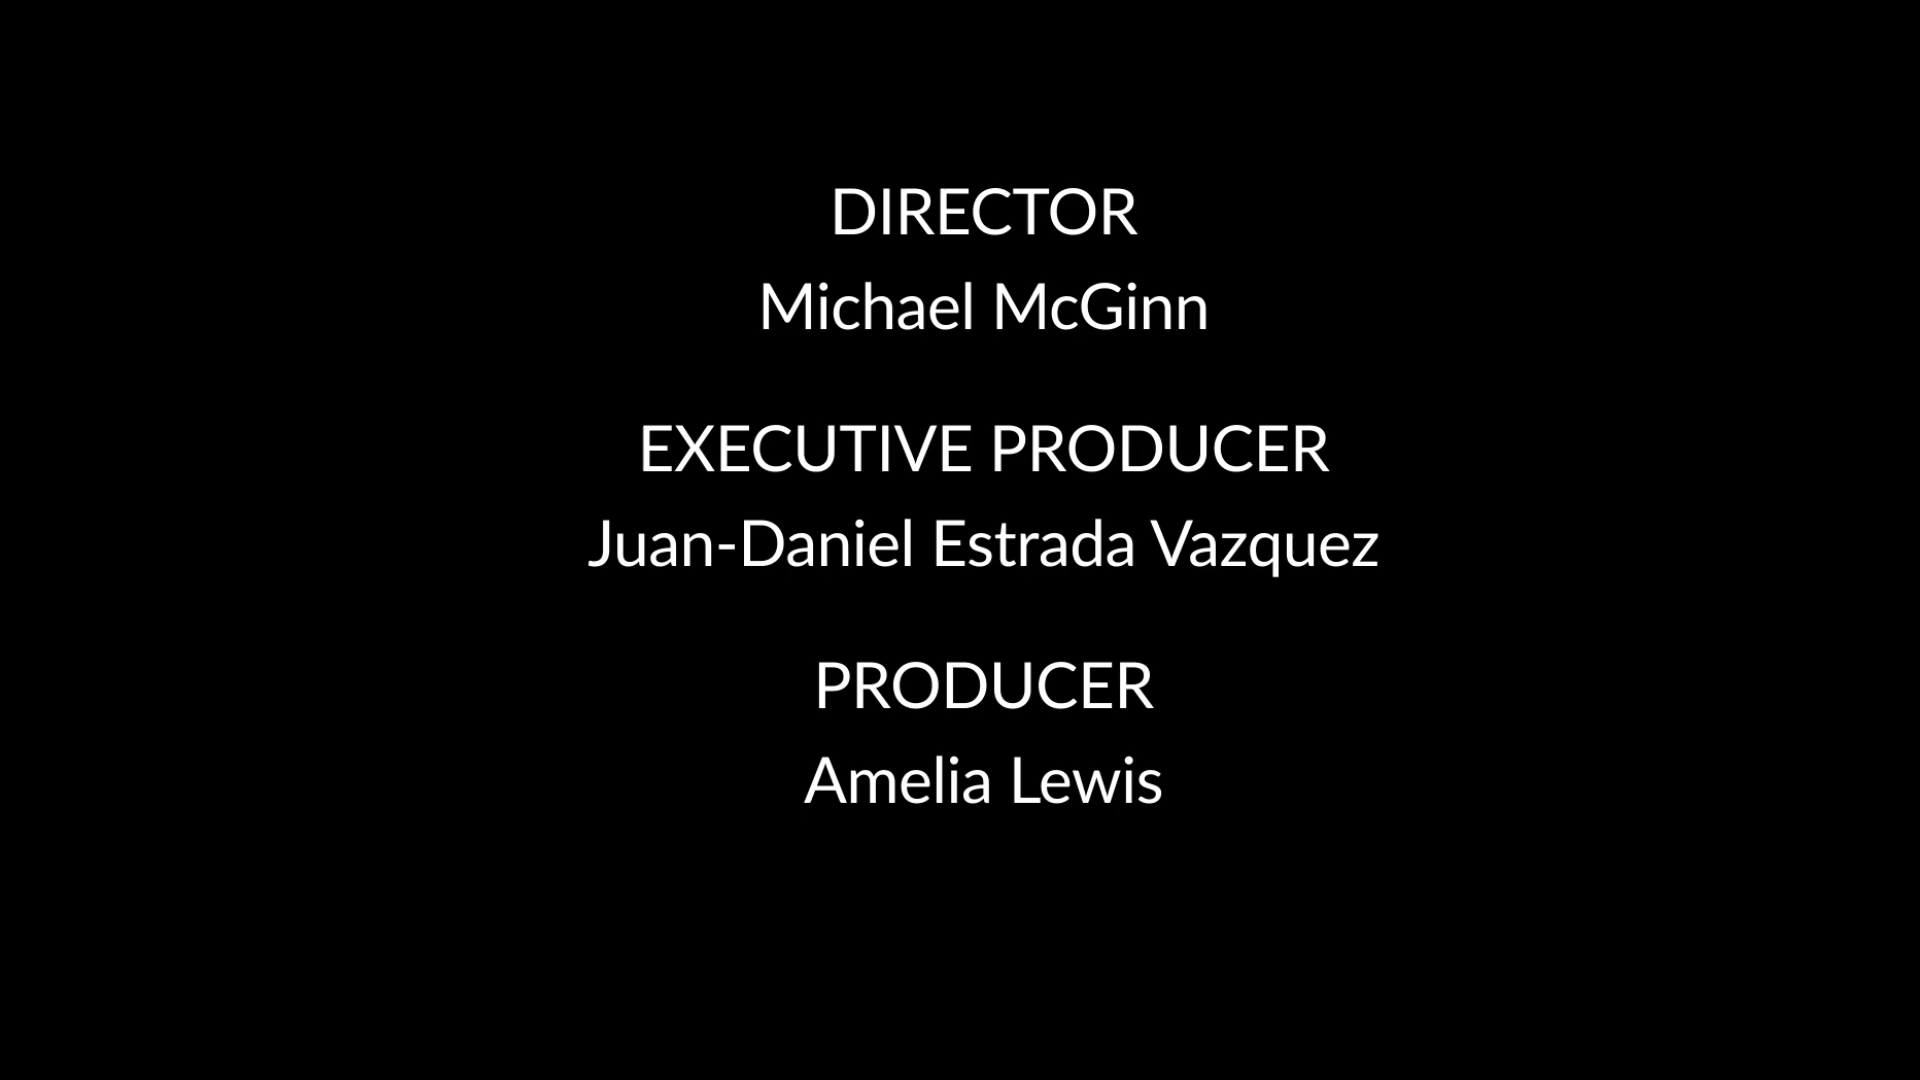 DIRECTOR
Michael McGinn
EXECUTIVE PRODUCER
Juan-Daniel Estrada Vazquez
PRODUCER
Amelia Lewis